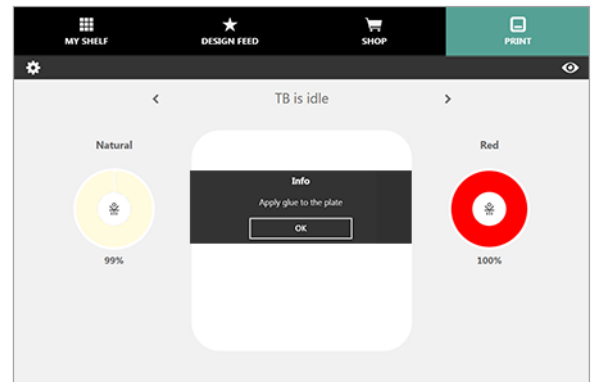 MY SHELF
DESIGN FEED
SHOP
PRINT
TB is idle
Natural
Red
Info
Apply glue to the plate
OK
99%
100%